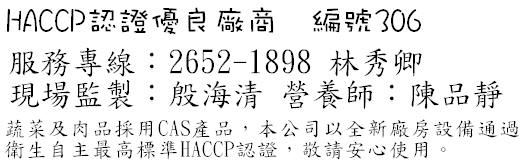 HACCP認證優良廠商　編號306
服務專線：2652-1898 林秀卿
現場監製：殷海清 營養師：陳品靜
蔬菜及肉品採用CAS產品，本公司以全新廠房設備通過
衛生自主最高標準HACCP認證，敬請安心使用。